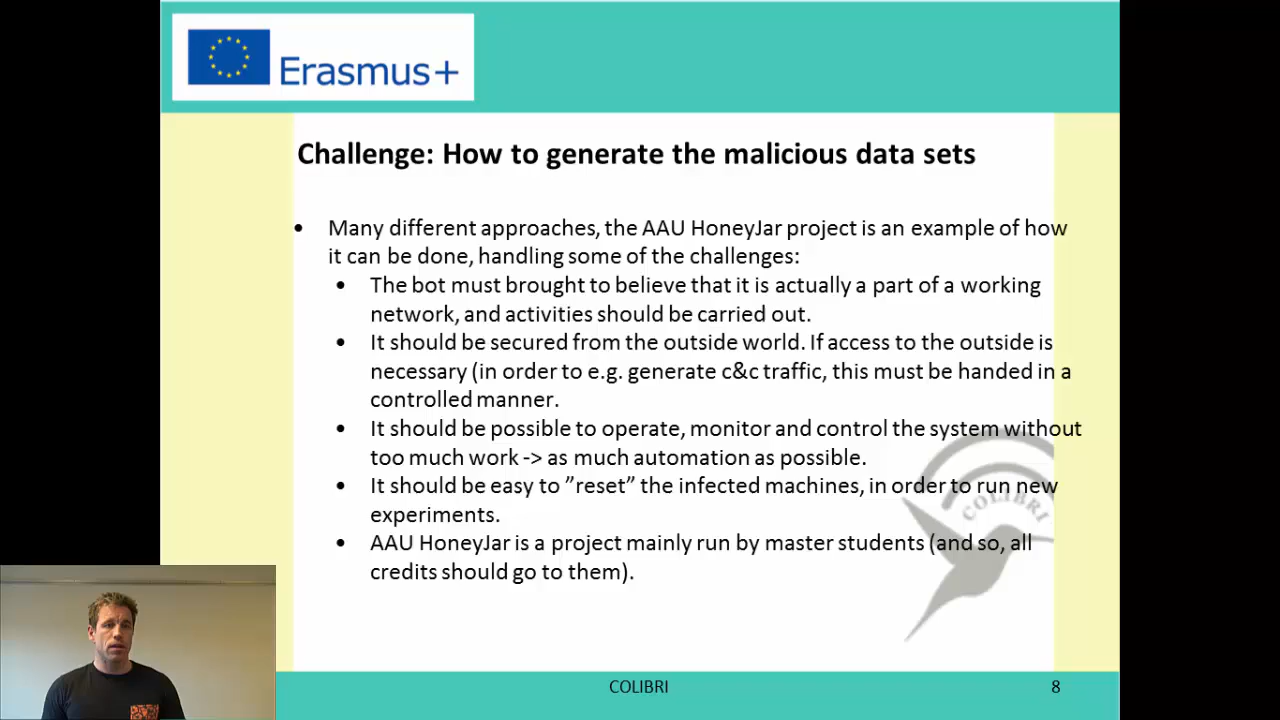 Erasmus+
Challenge: How to generate the malicious data sets
• Many different approaches, the AAU HoneyJar project is an example of how
it can be done, handling some of the challenges:
• The bot must brought to believe that it is actually a part of a working
network, and activities should be carried out.
• It should be secured from the outside world. If access to the outside is
necessary (in order to e.g. generate c&c traffic, this must be handed in a
controlled manner.
• It should be possible to operate, monitor and control the system without
too much work -> as much automation as possible.
• It should be easy to ”reset” the infected machines, in order to run new
experiments.
• AAU HoneyJar is a project mainly run by master students (and so, all
credits should go to them).
COLIBRI
COLIBRI
8